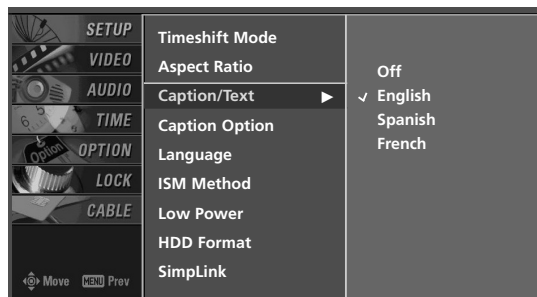 SETUP
VIDEO
AUDIO
TIME
OPTION
LOCK
CABLE
Move MENU Prev
Timeshift Mode
Aspect Ratio
Caption/Text ▶
Caption Option
Language
ISM Method
Low Power
HDD Format
SimpLink
Off
✓ English
Spanish
French